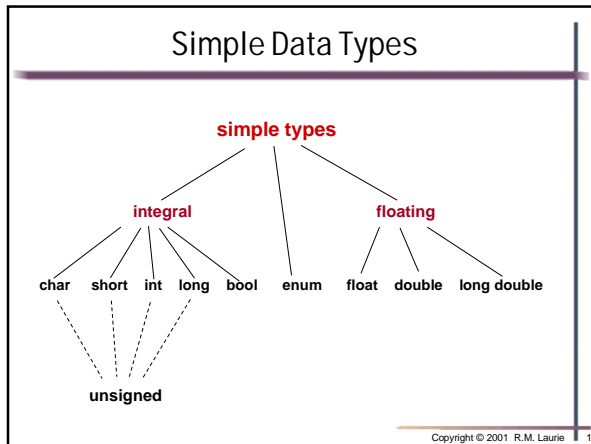 Simple Data Types
simple types
integral floating
char short int long bool enum float double long double
unsigned
Copyright © 2001 R.M. Laurie 1